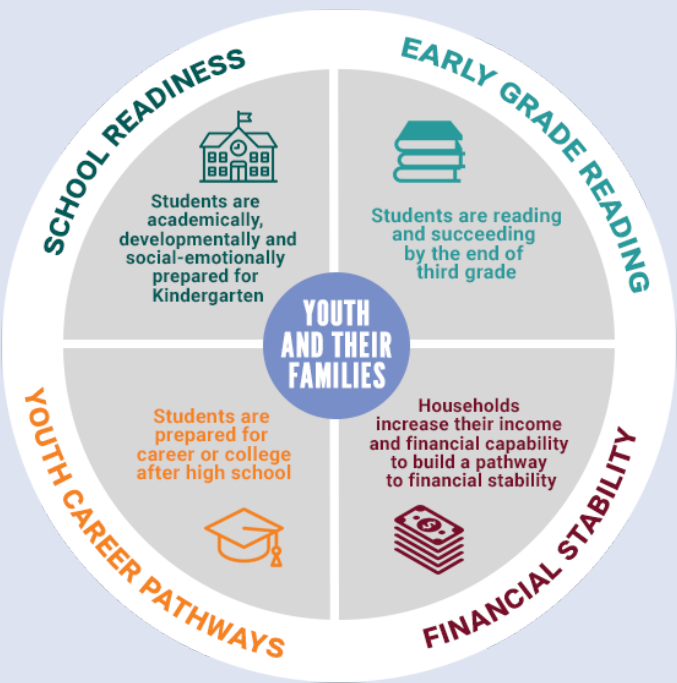 SCHOOL READINESS
Students are
academically,
developmentally and
social-emotionally
prepared for
Kindergarten
EARLY GRADE READING
Students are reading
and succeeding
by the end of
third grade
YOUTH
AND THEIR
FAMILIES
YOUTH CAREER PATHWAYS
Students are
prepared for
career or college
after high school
FINANCIAL STABILITY
Households
increase their income
and financial capability
to build a pathway
to financial stability
$